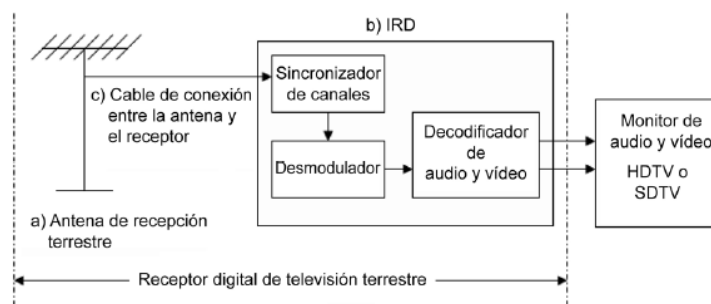 b) IRD
Sincronizador
de canales
c) Cable de conexión
entre la antena y
el receptor
Desmodulador
Decodificador
de
audio y vídeo
Monitor de
audio y vídeo
HDTV o
SDTV
a) Antena de recepción
terrestre
Receptor digital de televisión terrestre